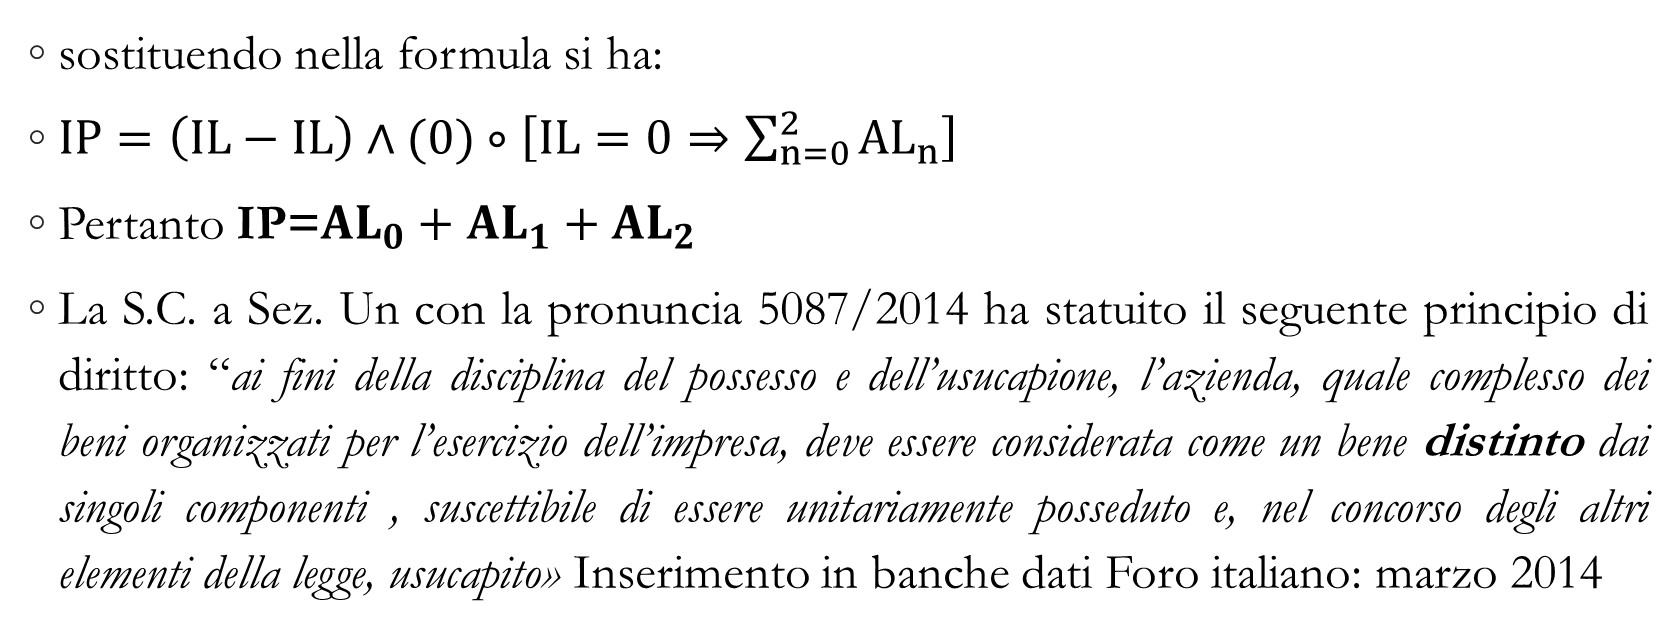 ◦ sostituendo nella formula si ha:
◦ IP = (IL − IL) ∧ (0) ∘ [IL = 0 ⇒ ∑²ₙ₌₀ ALₙ]
◦ Pertanto IP=AL₀ + AL₁ + AL₂
◦ La S.C. a Sez. Un con la pronuncia 5087/2014 ha statuito il seguente principio di
diritto: “ai fini della disciplina del possesso e dell’usucapione, l’azienda, quale complesso dei
beni organizzati per l’esercizio dell’impresa, deve essere considerata come un bene distinto dai
singoli componenti , suscettibile di essere unitariamente posseduto e, nel concorso degli altri
elementi della legge, usucapito» Inserimento in banche dati Foro italiano: marzo 2014